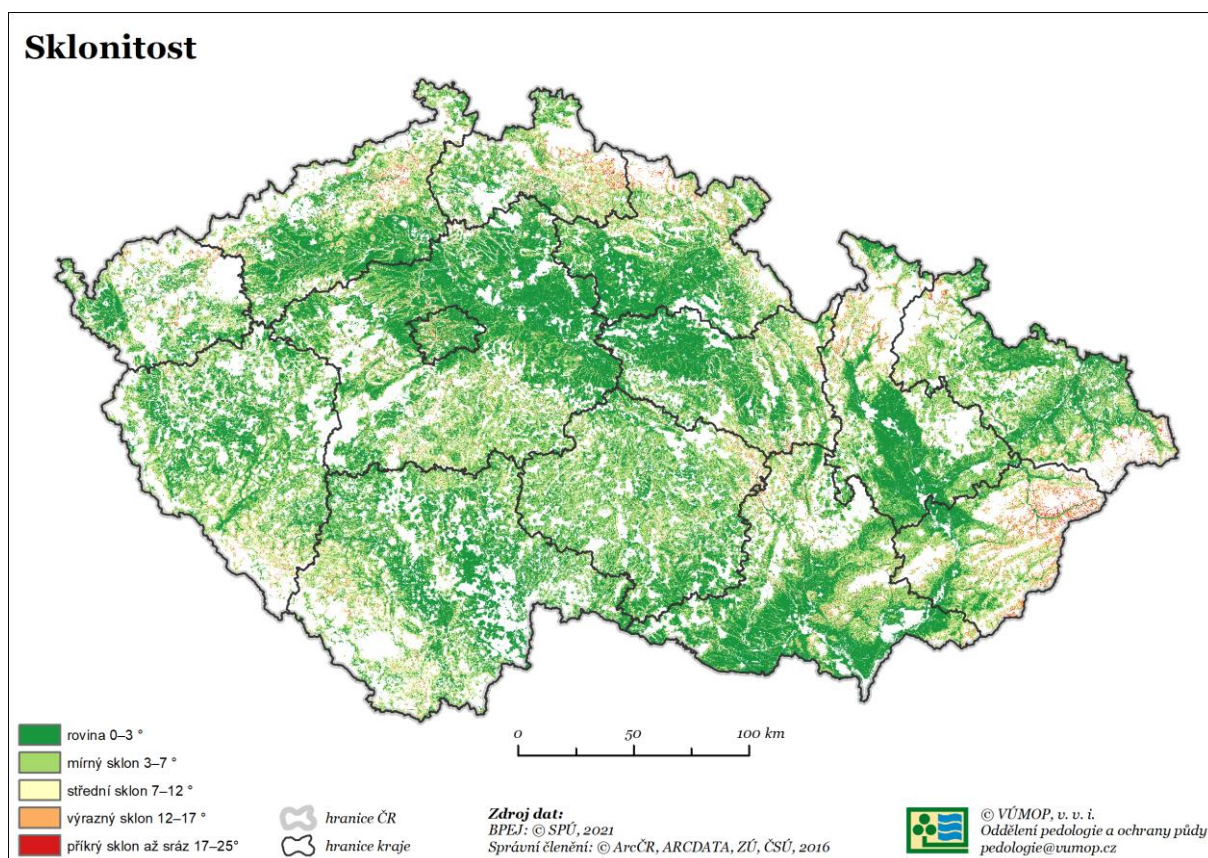 Sklonitost
rovina 0–3 °
mírný sklon 3–7 °
střední sklon 7–12 °
výrazný sklon 12–17 °
příkrý sklon až sráz 17–25°
hranice ČR
hranice kraje
0 50 100 km
Zdroj dat:
BPEJ: © SPÚ, 2021
Správní členění: © ArcČR, ARCDATA, ZÚ, ČSÚ, 2016
© VÚMOP, v. v. i.
Oddělení pedologie a ochrany půdy
pedologie@vumop.cz